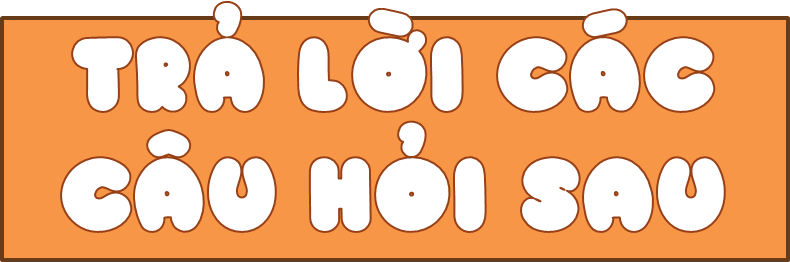 TRẢ LỜI CÁC
CÂU HỎI SAU